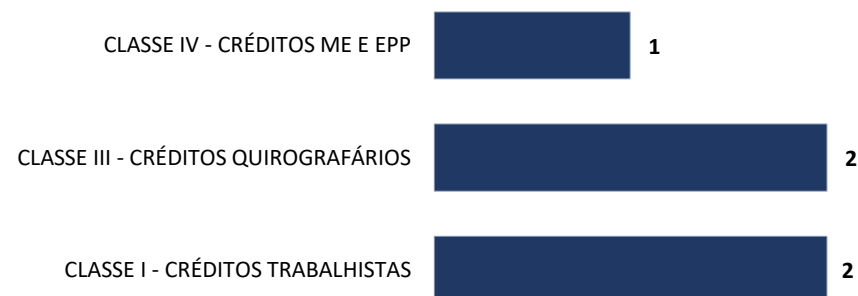 CLASSE IV - CRÉDITOS ME E EPP 1
CLASSE III - CRÉDITOS QUIROGRAFÁRIOS 2
CLASSE I - CRÉDITOS TRABALHISTAS 2